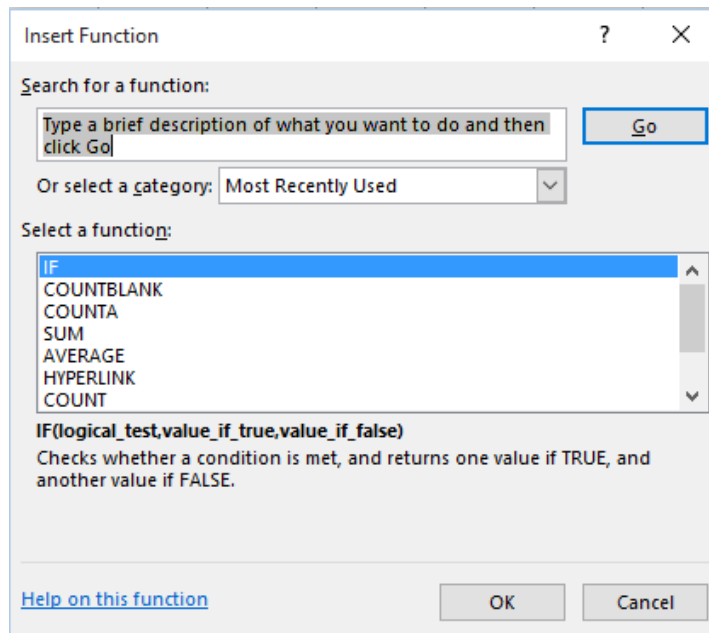 Insert Function ?
Search for a function:
Type a brief description of what you want to do and then
click Go
Go
Or select a category: Most Recently Used
Select a function:
IF
COUNTBLANK
COUNTA
SUM
AVERAGE
HYPERLINK
COUNT
IF(logical_test,value_if_true,value_if_false)
Checks whether a condition is met, and returns one value if TRUE, and
another value if FALSE.
Help on this function OK Cancel